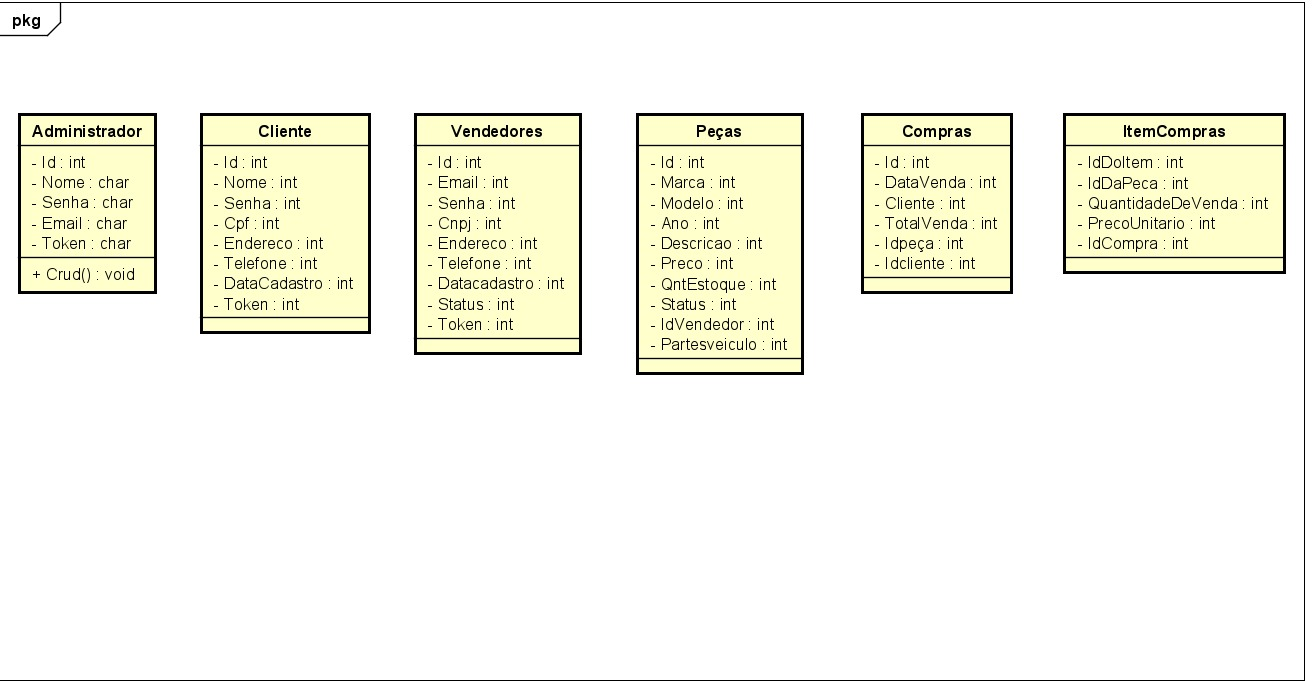 pkg
Administrador
- Id : int
- Nome : char
- Senha : char
- Email : char
- Token : char
+ Crud() : void
Cliente
- Id : int
- Nome : int
- Senha : int
- Cpf : int
- Endereco : int
- Telefone : int
- DataCadastro : int
- Token : int
Vendedores
- Id : int
- Email : int
- Senha : int
- Cnpj : int
- Endereco : int
- Telefone : int
- Datacadastro : int
- Status : int
- Token : int
Peças
- Id : int
- Marca : int
- Modelo : int
- Ano : int
- Descricao : int
- Preco : int
- QntEstoque : int
- Status : int
- IdVendedor : int
- Partesveiculo : int
Compras
- Id : int
- DataVenda : int
- Cliente : int
- TotalVenda : int
- Idpeça : int
- Idcliente : int
ItemCompras
- IdDoItem : int
- IdDaPeca : int
- QuantidadeDeVenda : int
- PrecoUnitario : int
- IdCompra : int